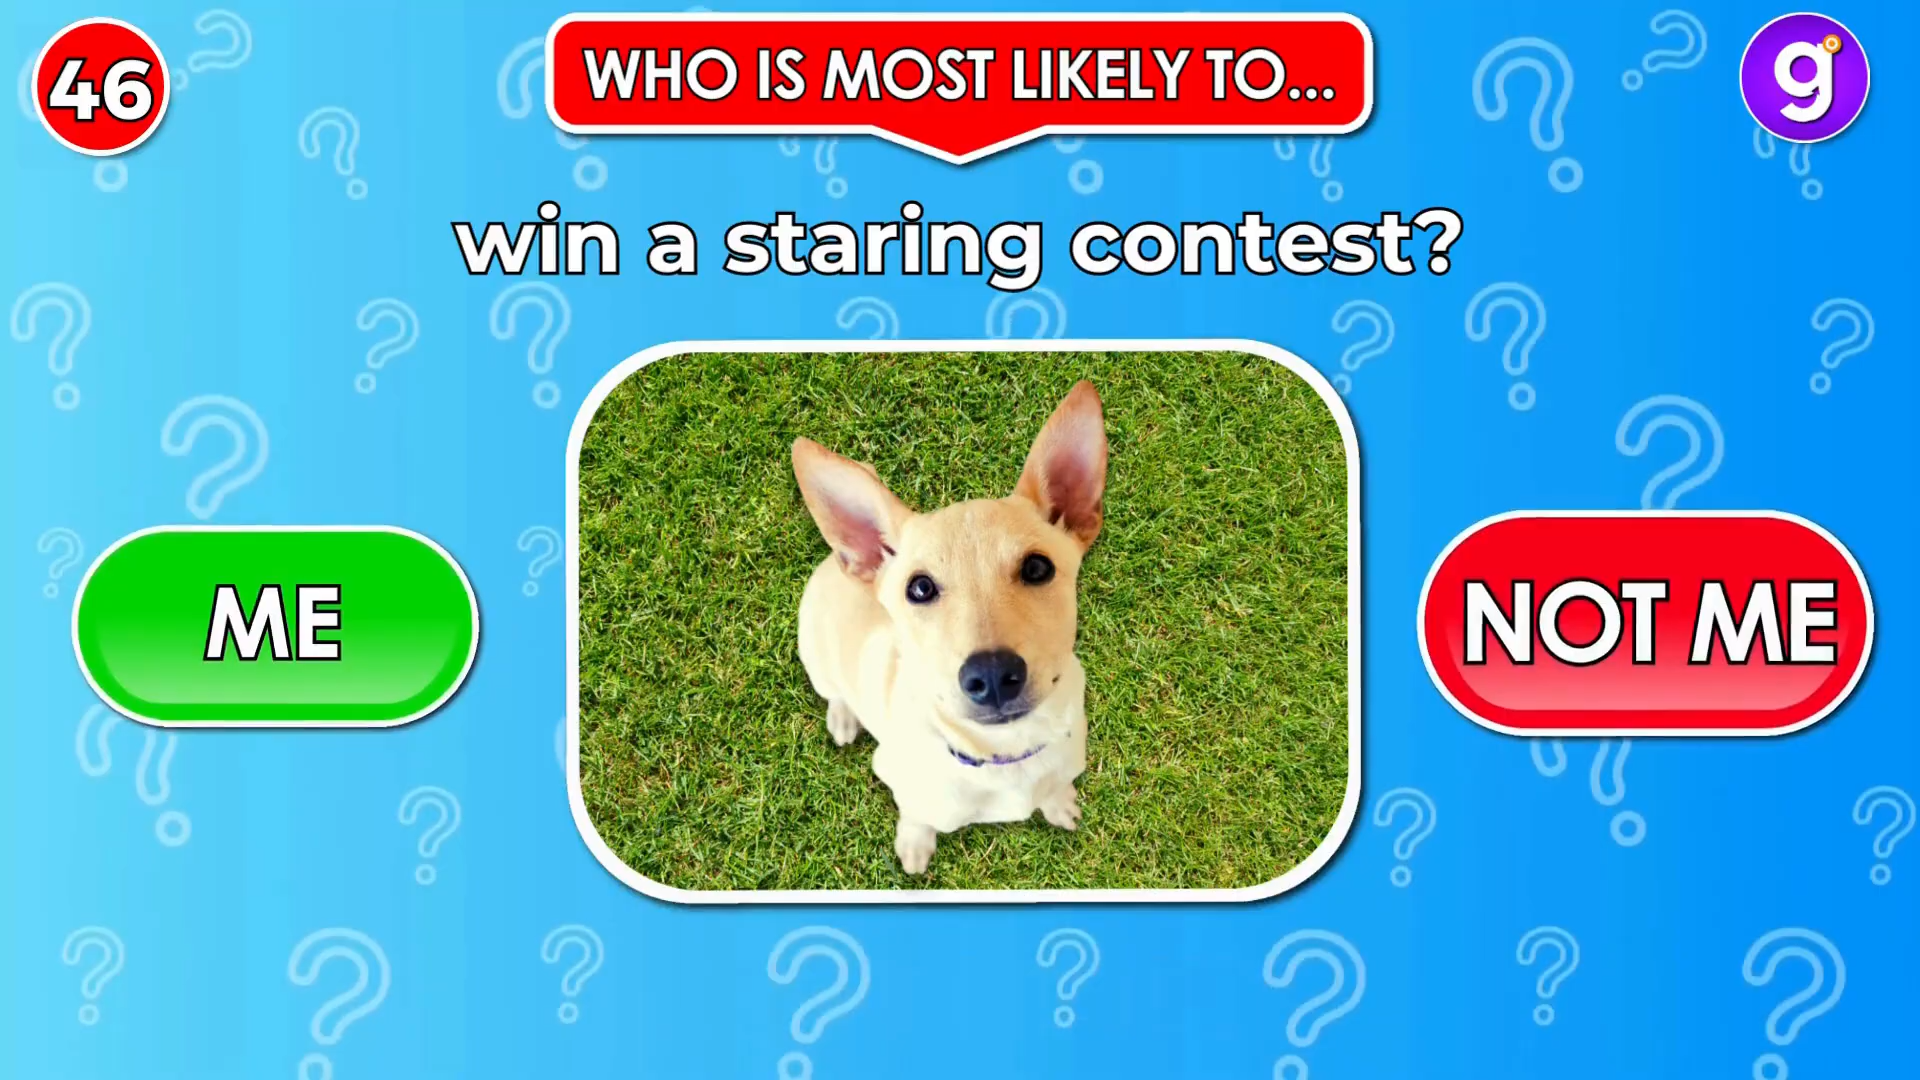 46
WHO IS MOST LIKELY TO...
g
win a staring contest?
ME
NOT ME